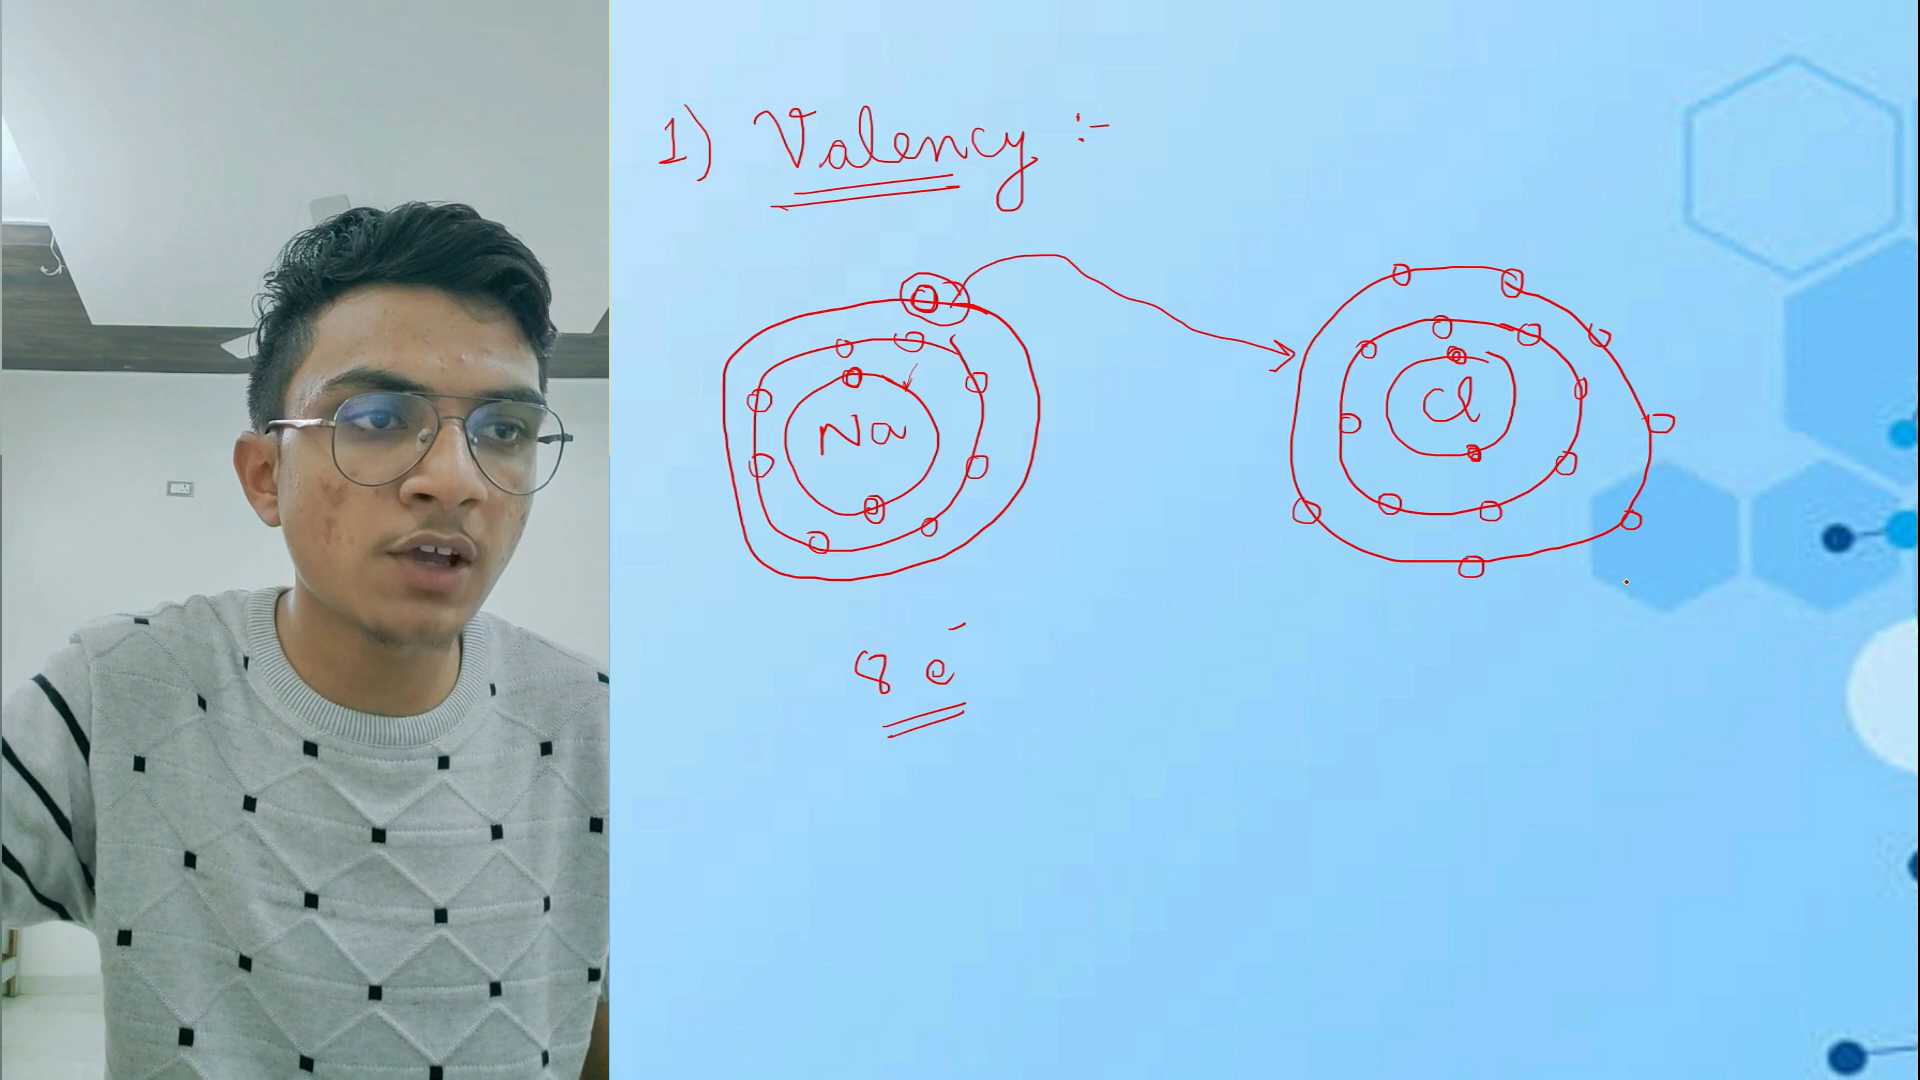 1) Valency :-
Na
Cl
8 e⁻